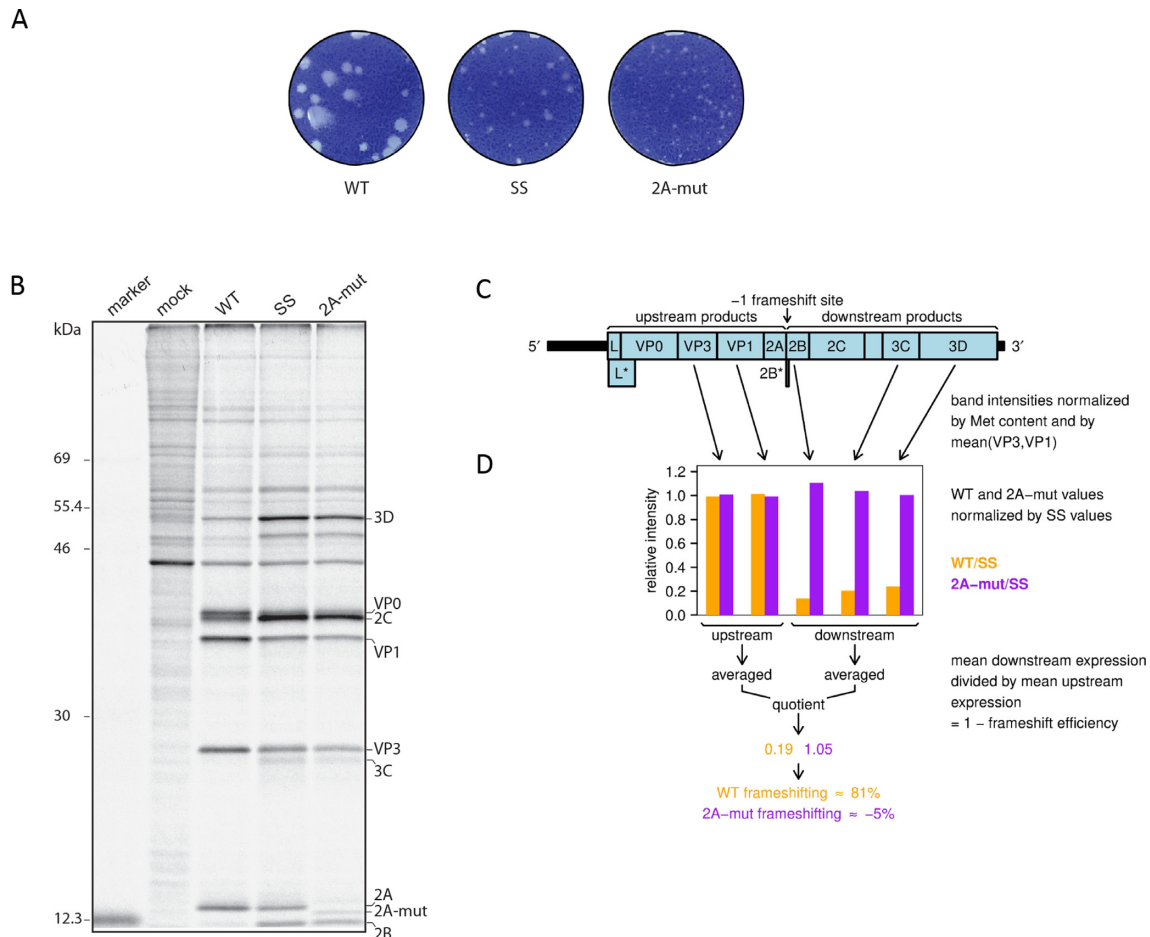 A
WT
SS
2A-mut
B
marker
mock
WT
SS
2A-mut
kDa
69
55.4
46
30
12.3
3D
VP0
2C
VP1
VP3
3C
2A
2A-mut
2B
C
−1 frameshift site
upstream products
downstream products
5′
L
VP0
VP3
VP1
2A
2B
2C
3C
3D
3′
L*
2B*
band intensities normalized
by Met content and by
mean(VP3,VP1)
D
relative intensity
1.2
1.0
0.8
0.6
0.4
0.2
0.0
WT and 2A−mut values
normalized by SS values
WT/SS
2A−mut/SS
upstream
downstream
averaged
averaged
quotient
mean downstream expression
divided by mean upstream
expression
= 1 − frameshift efficiency
0.19 1.05
WT frameshifting ≈ 81%
2A−mut frameshifting ≈ −5%